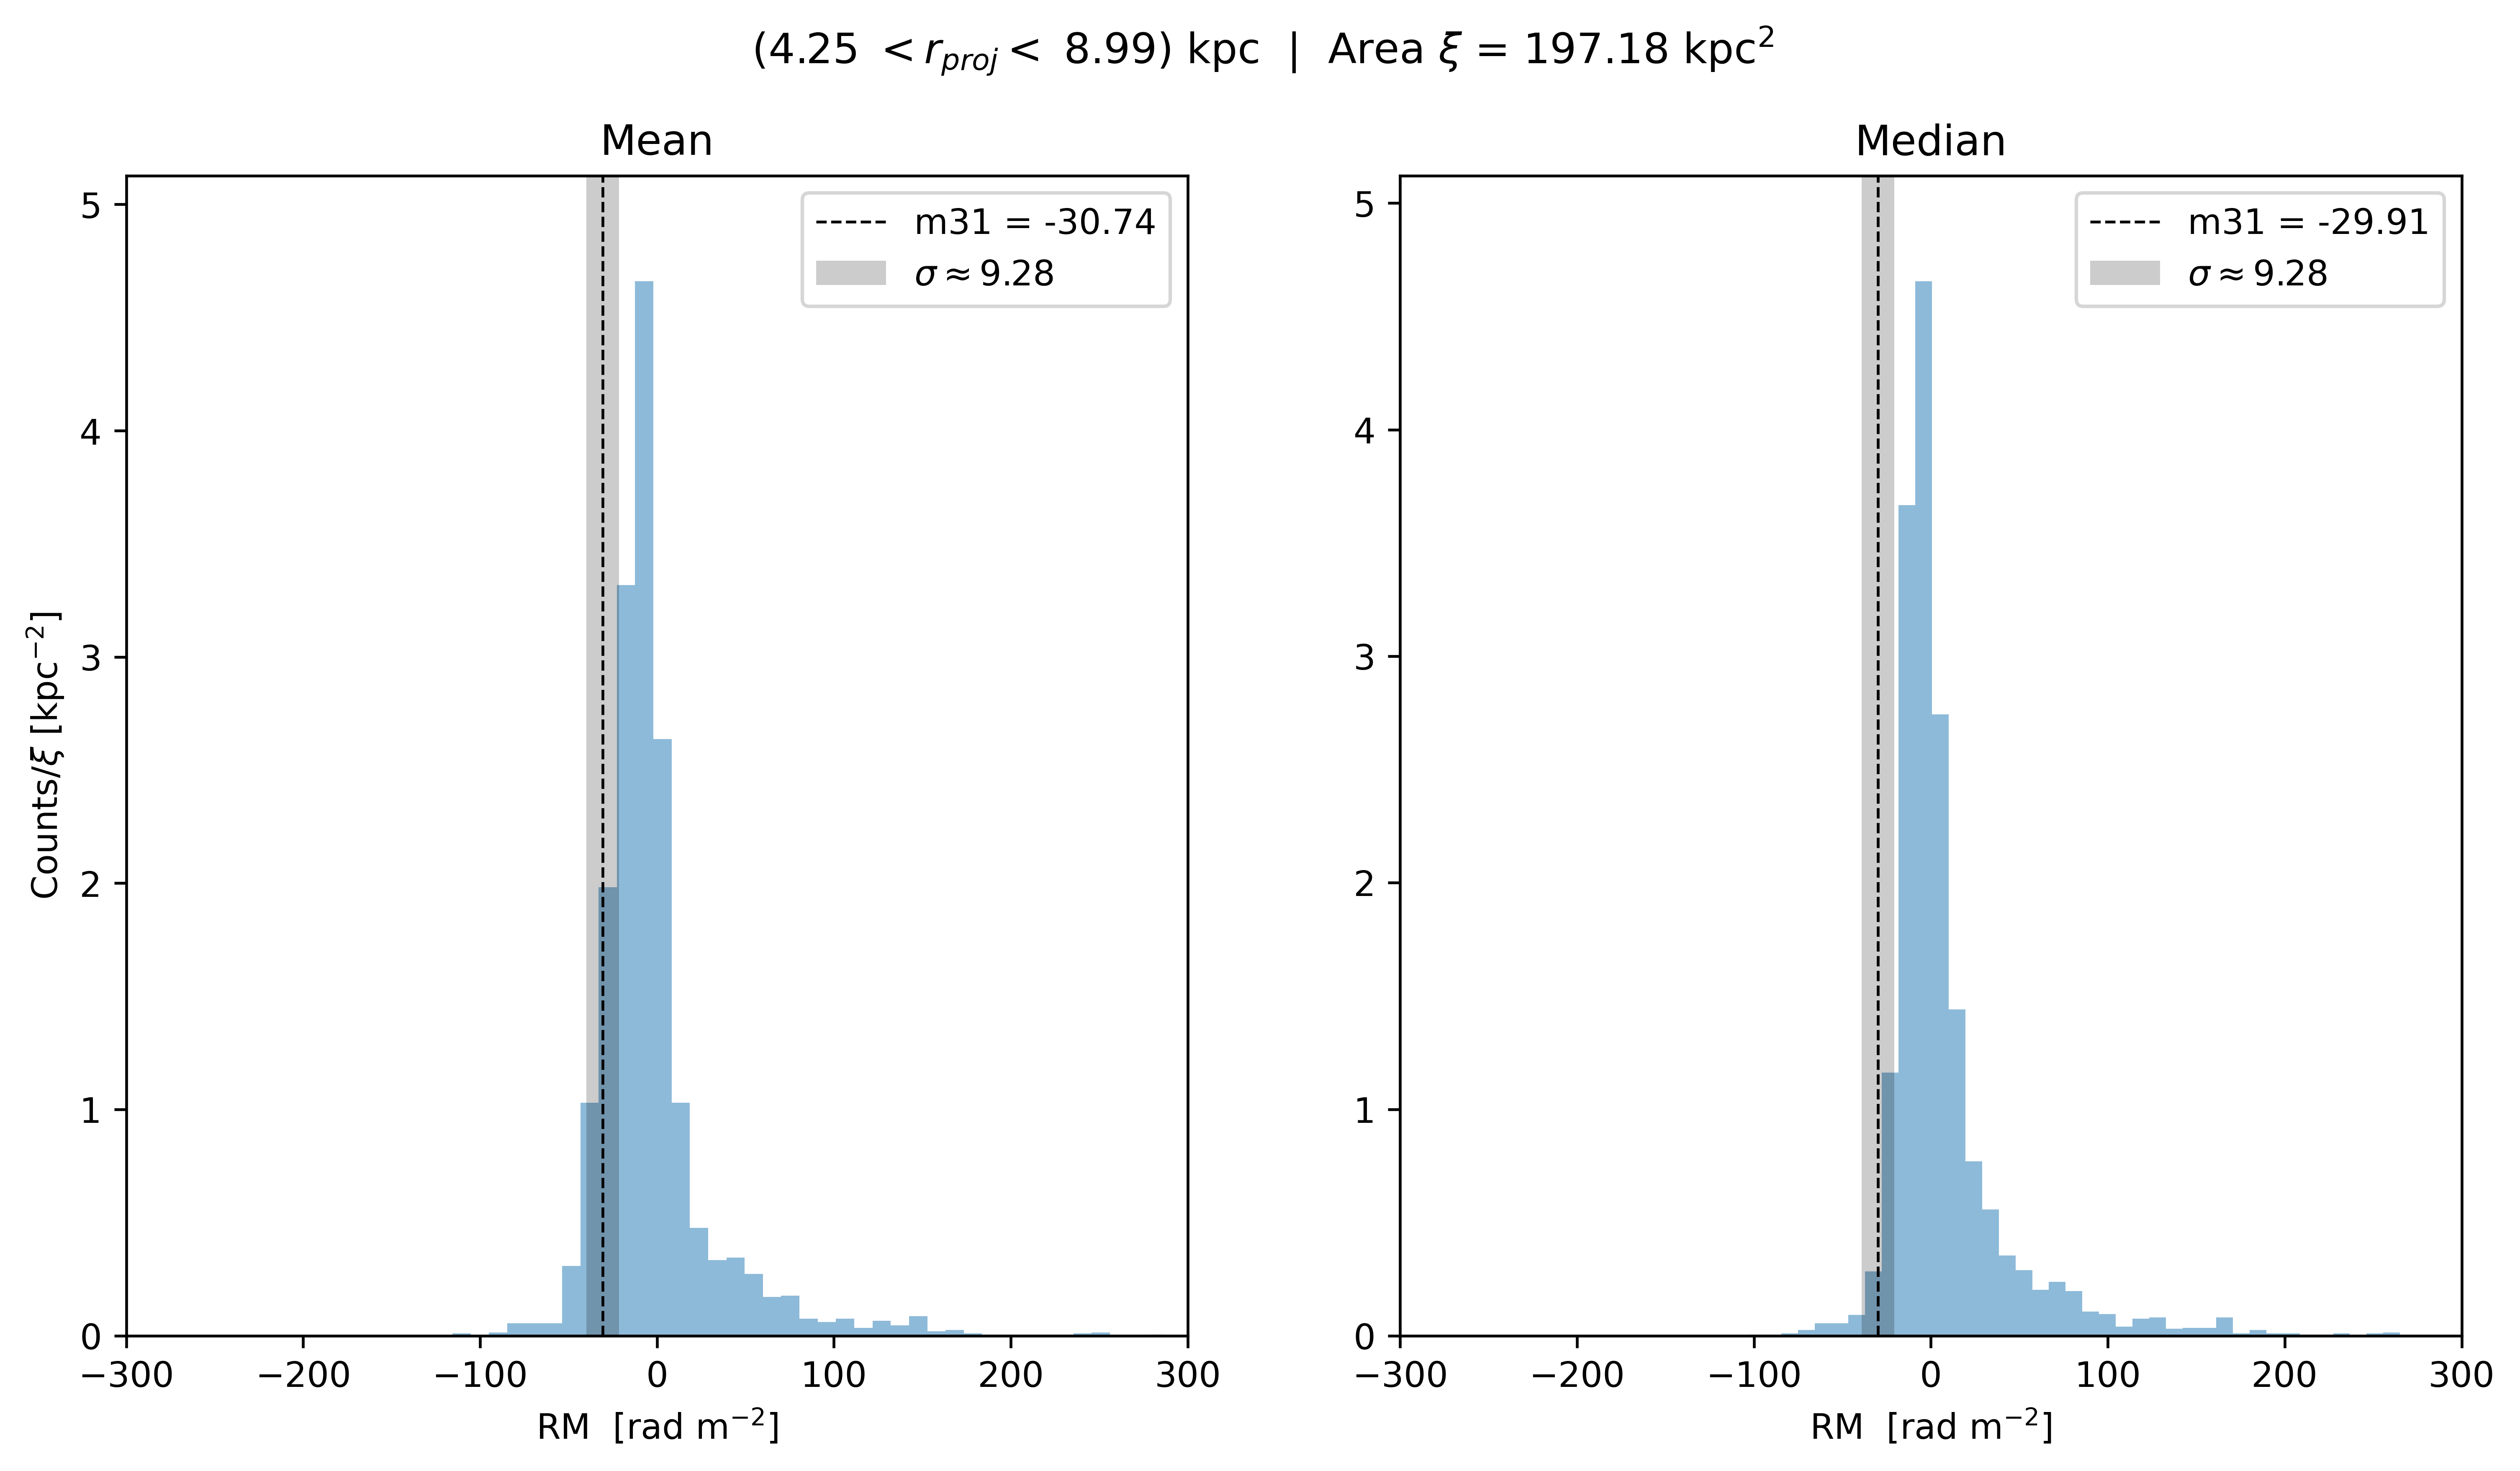 (4.25 < r_proj < 8.99) kpc | Area ξ = 197.18 kpc²
Mean
m31 = -30.74
σ ≈ 9.28
Counts/ξ [kpc⁻²]
5
4
3
2
1
0
−300 −200 −100 0 100 200 300
RM [rad m⁻²]
Median
m31 = -29.91
σ ≈ 9.28
5
4
3
2
1
0
−300 −200 −100 0 100 200 300
RM [rad m⁻²]